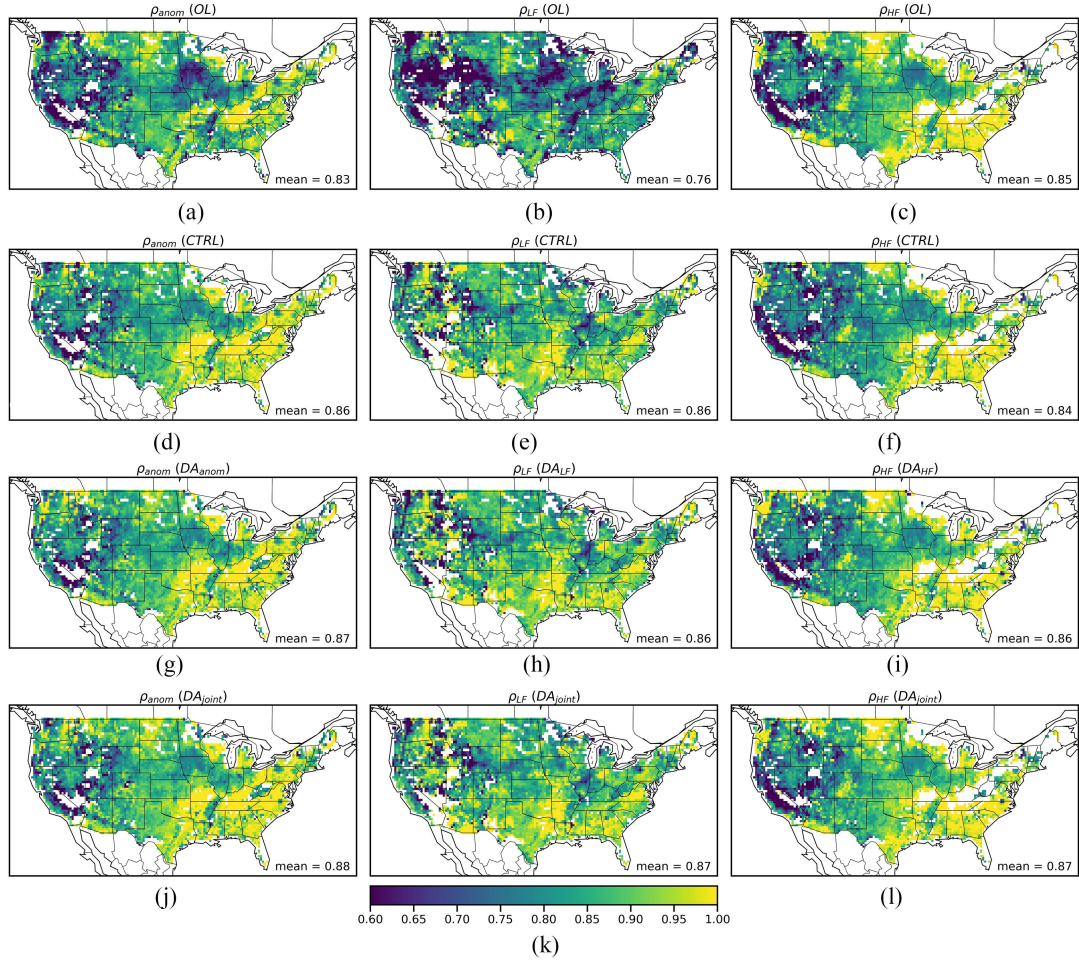 ρanom (OL) ρLF (OL) ρHF (OL)
mean = 0.83 mean = 0.76 mean = 0.85
(a) (b) (c)
ρanom (CTRL) ρLF (CTRL) ρHF (CTRL)
mean = 0.86 mean = 0.86 mean = 0.84
(d) (e) (f)
ρanom (DAanom) ρLF (DALF) ρHF (DAHF)
mean = 0.87 mean = 0.86 mean = 0.86
(g) (h) (i)
ρanom (DAjoint) ρLF (DAjoint) ρHF (DAjoint)
mean = 0.88 mean = 0.87 mean = 0.87
(j) (l)
0.60 0.65 0.70 0.75 0.80 0.85 0.90 0.95 1.00
(k)